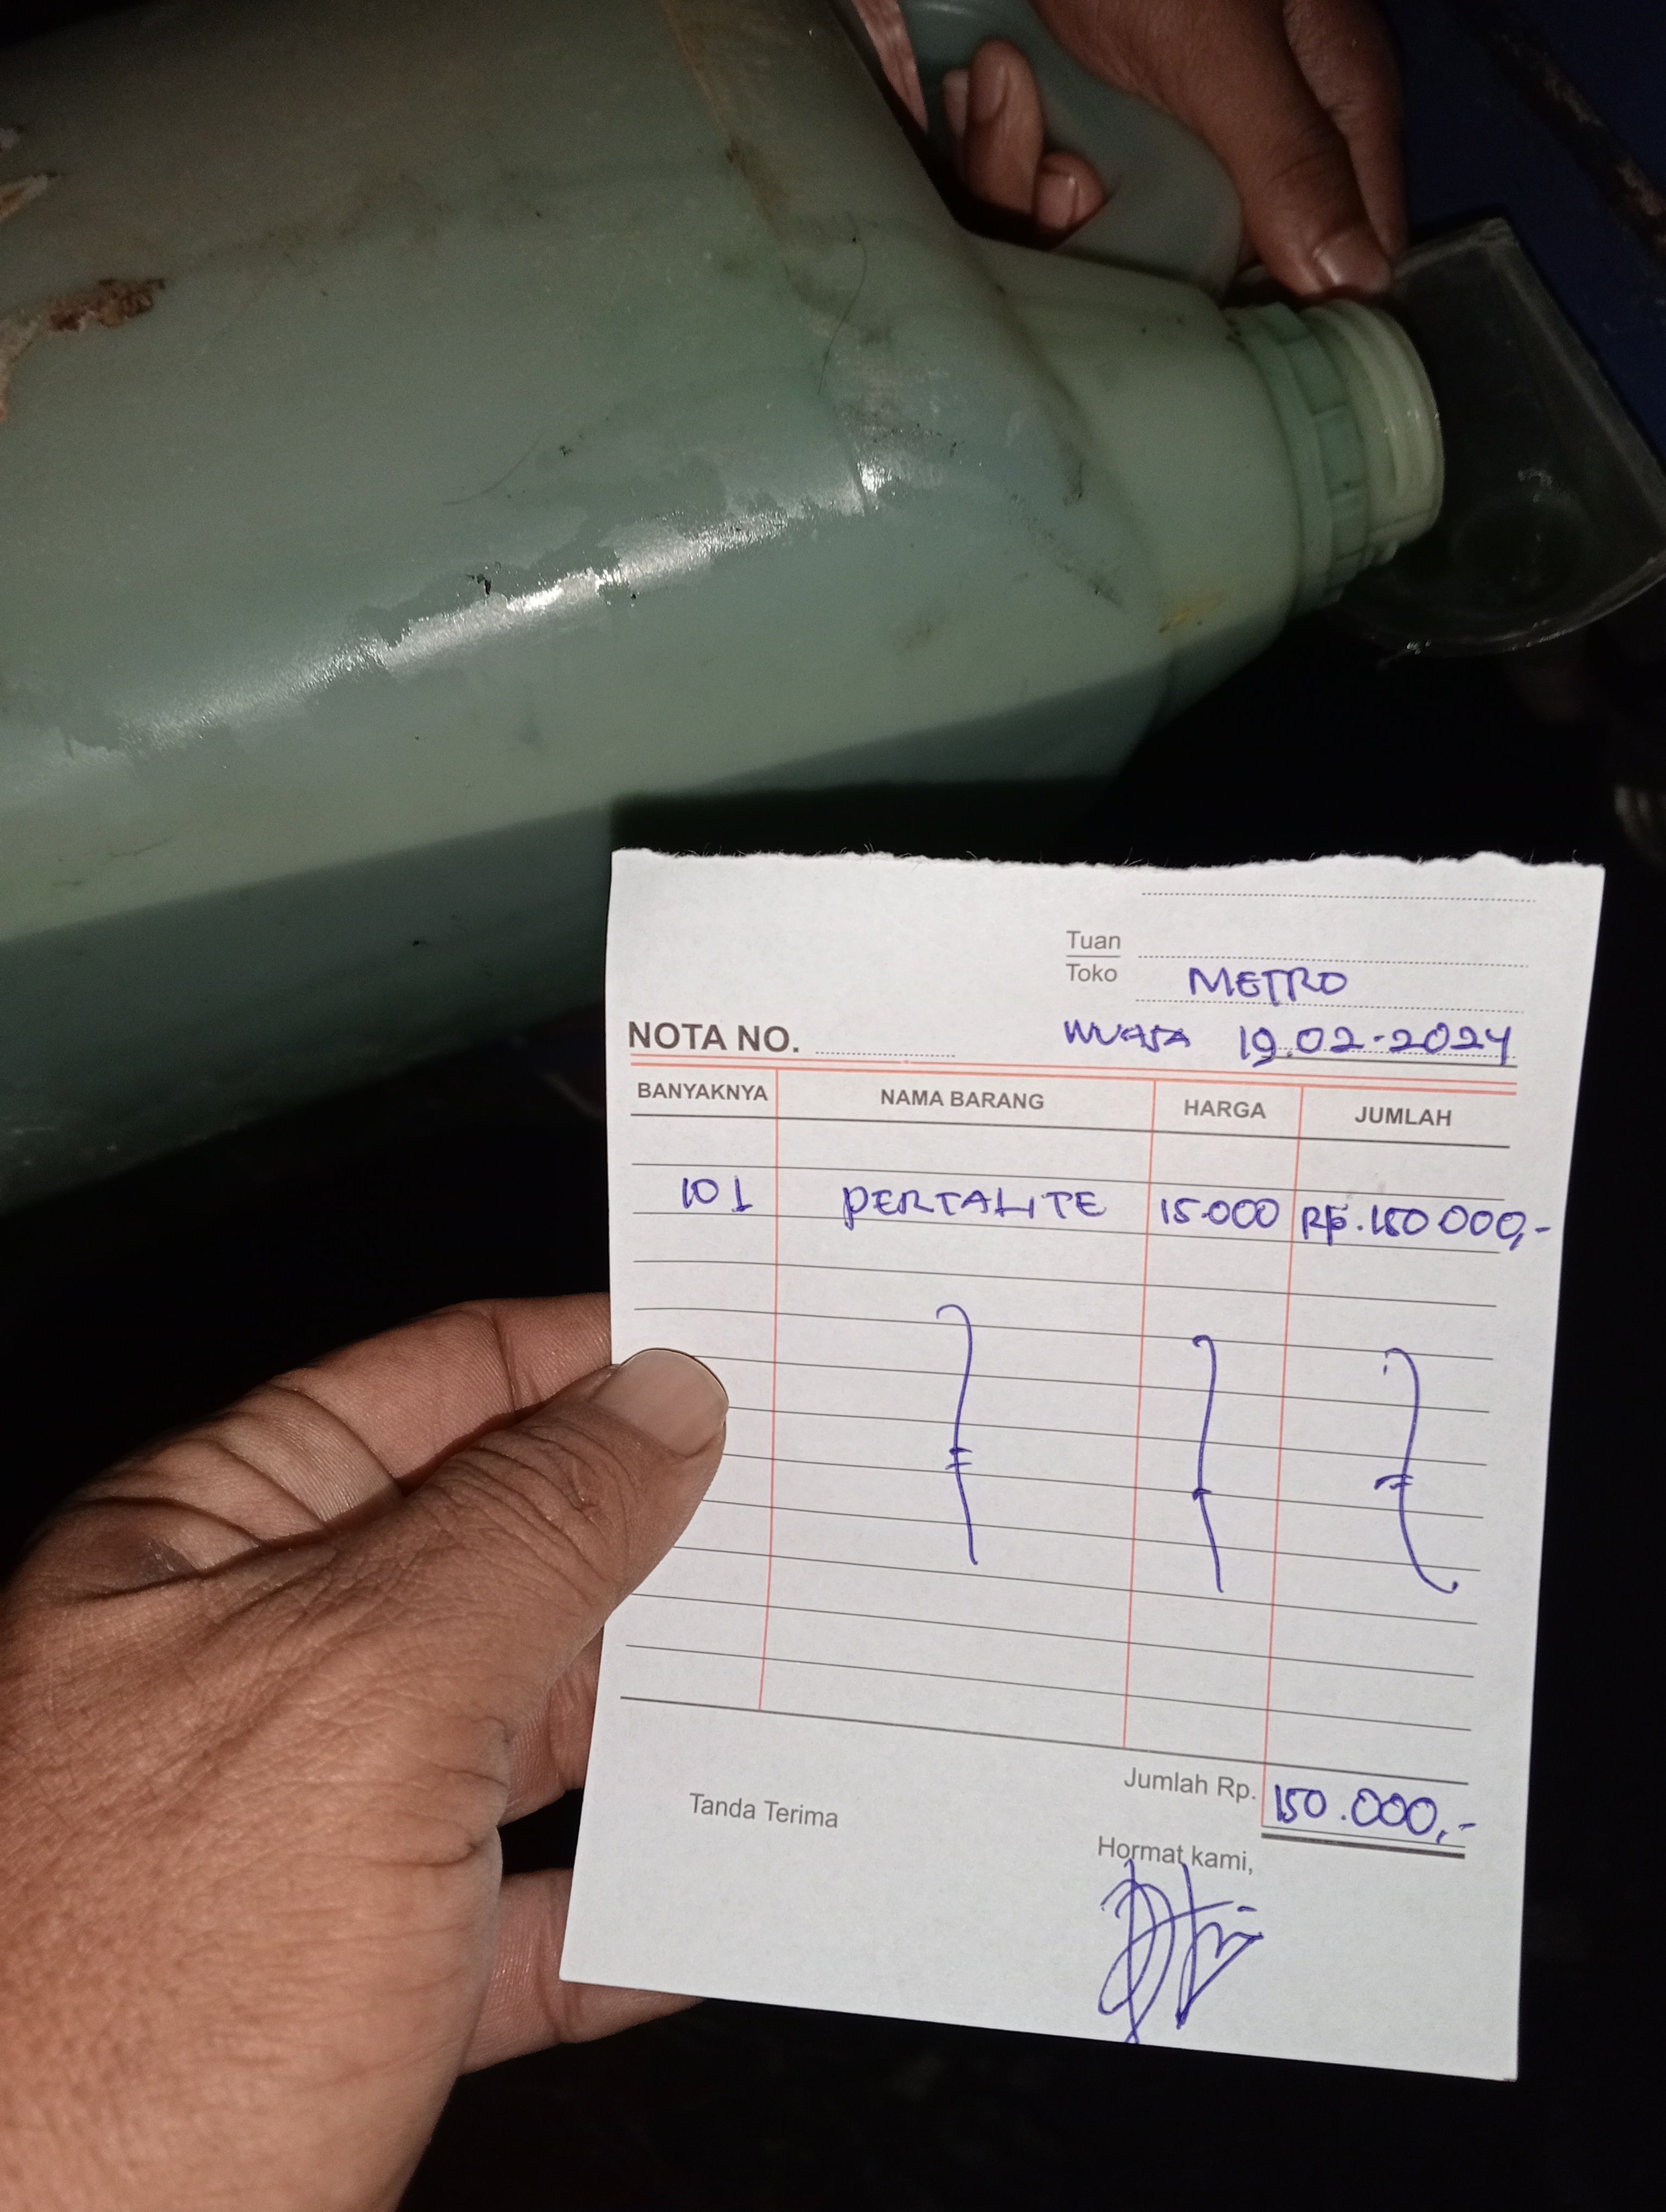 Tuan
Toko METRO
NOTA NO. WUASA 19.02-2024
BANYAKNYA NAMA BARANG HARGA JUMLAH
10 l PERTALITE 15.000 Rp. 150 000,-
Jumlah Rp. 150.000,-
Tanda Terima
Hormat kami,